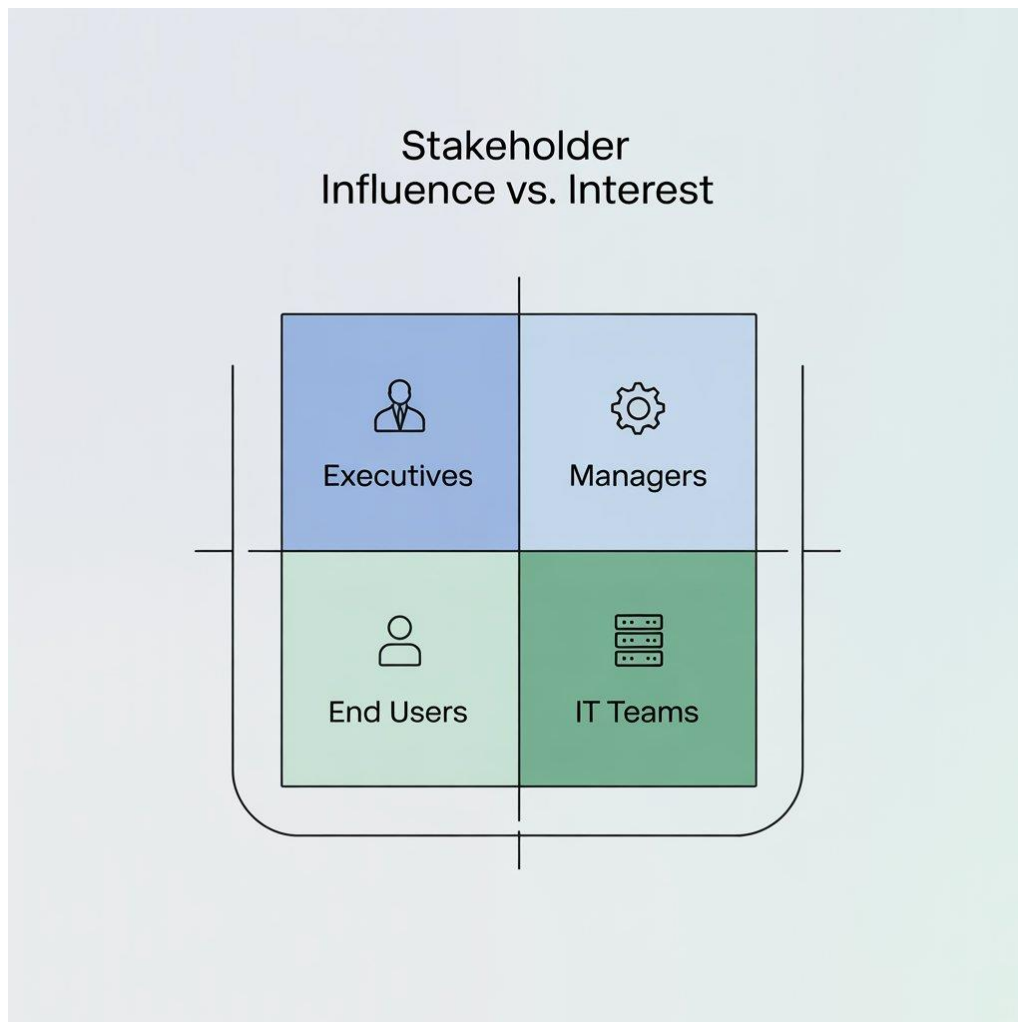 Stakeholder
Influence vs. Interest
Executives
Managers
End Users
IT Teams